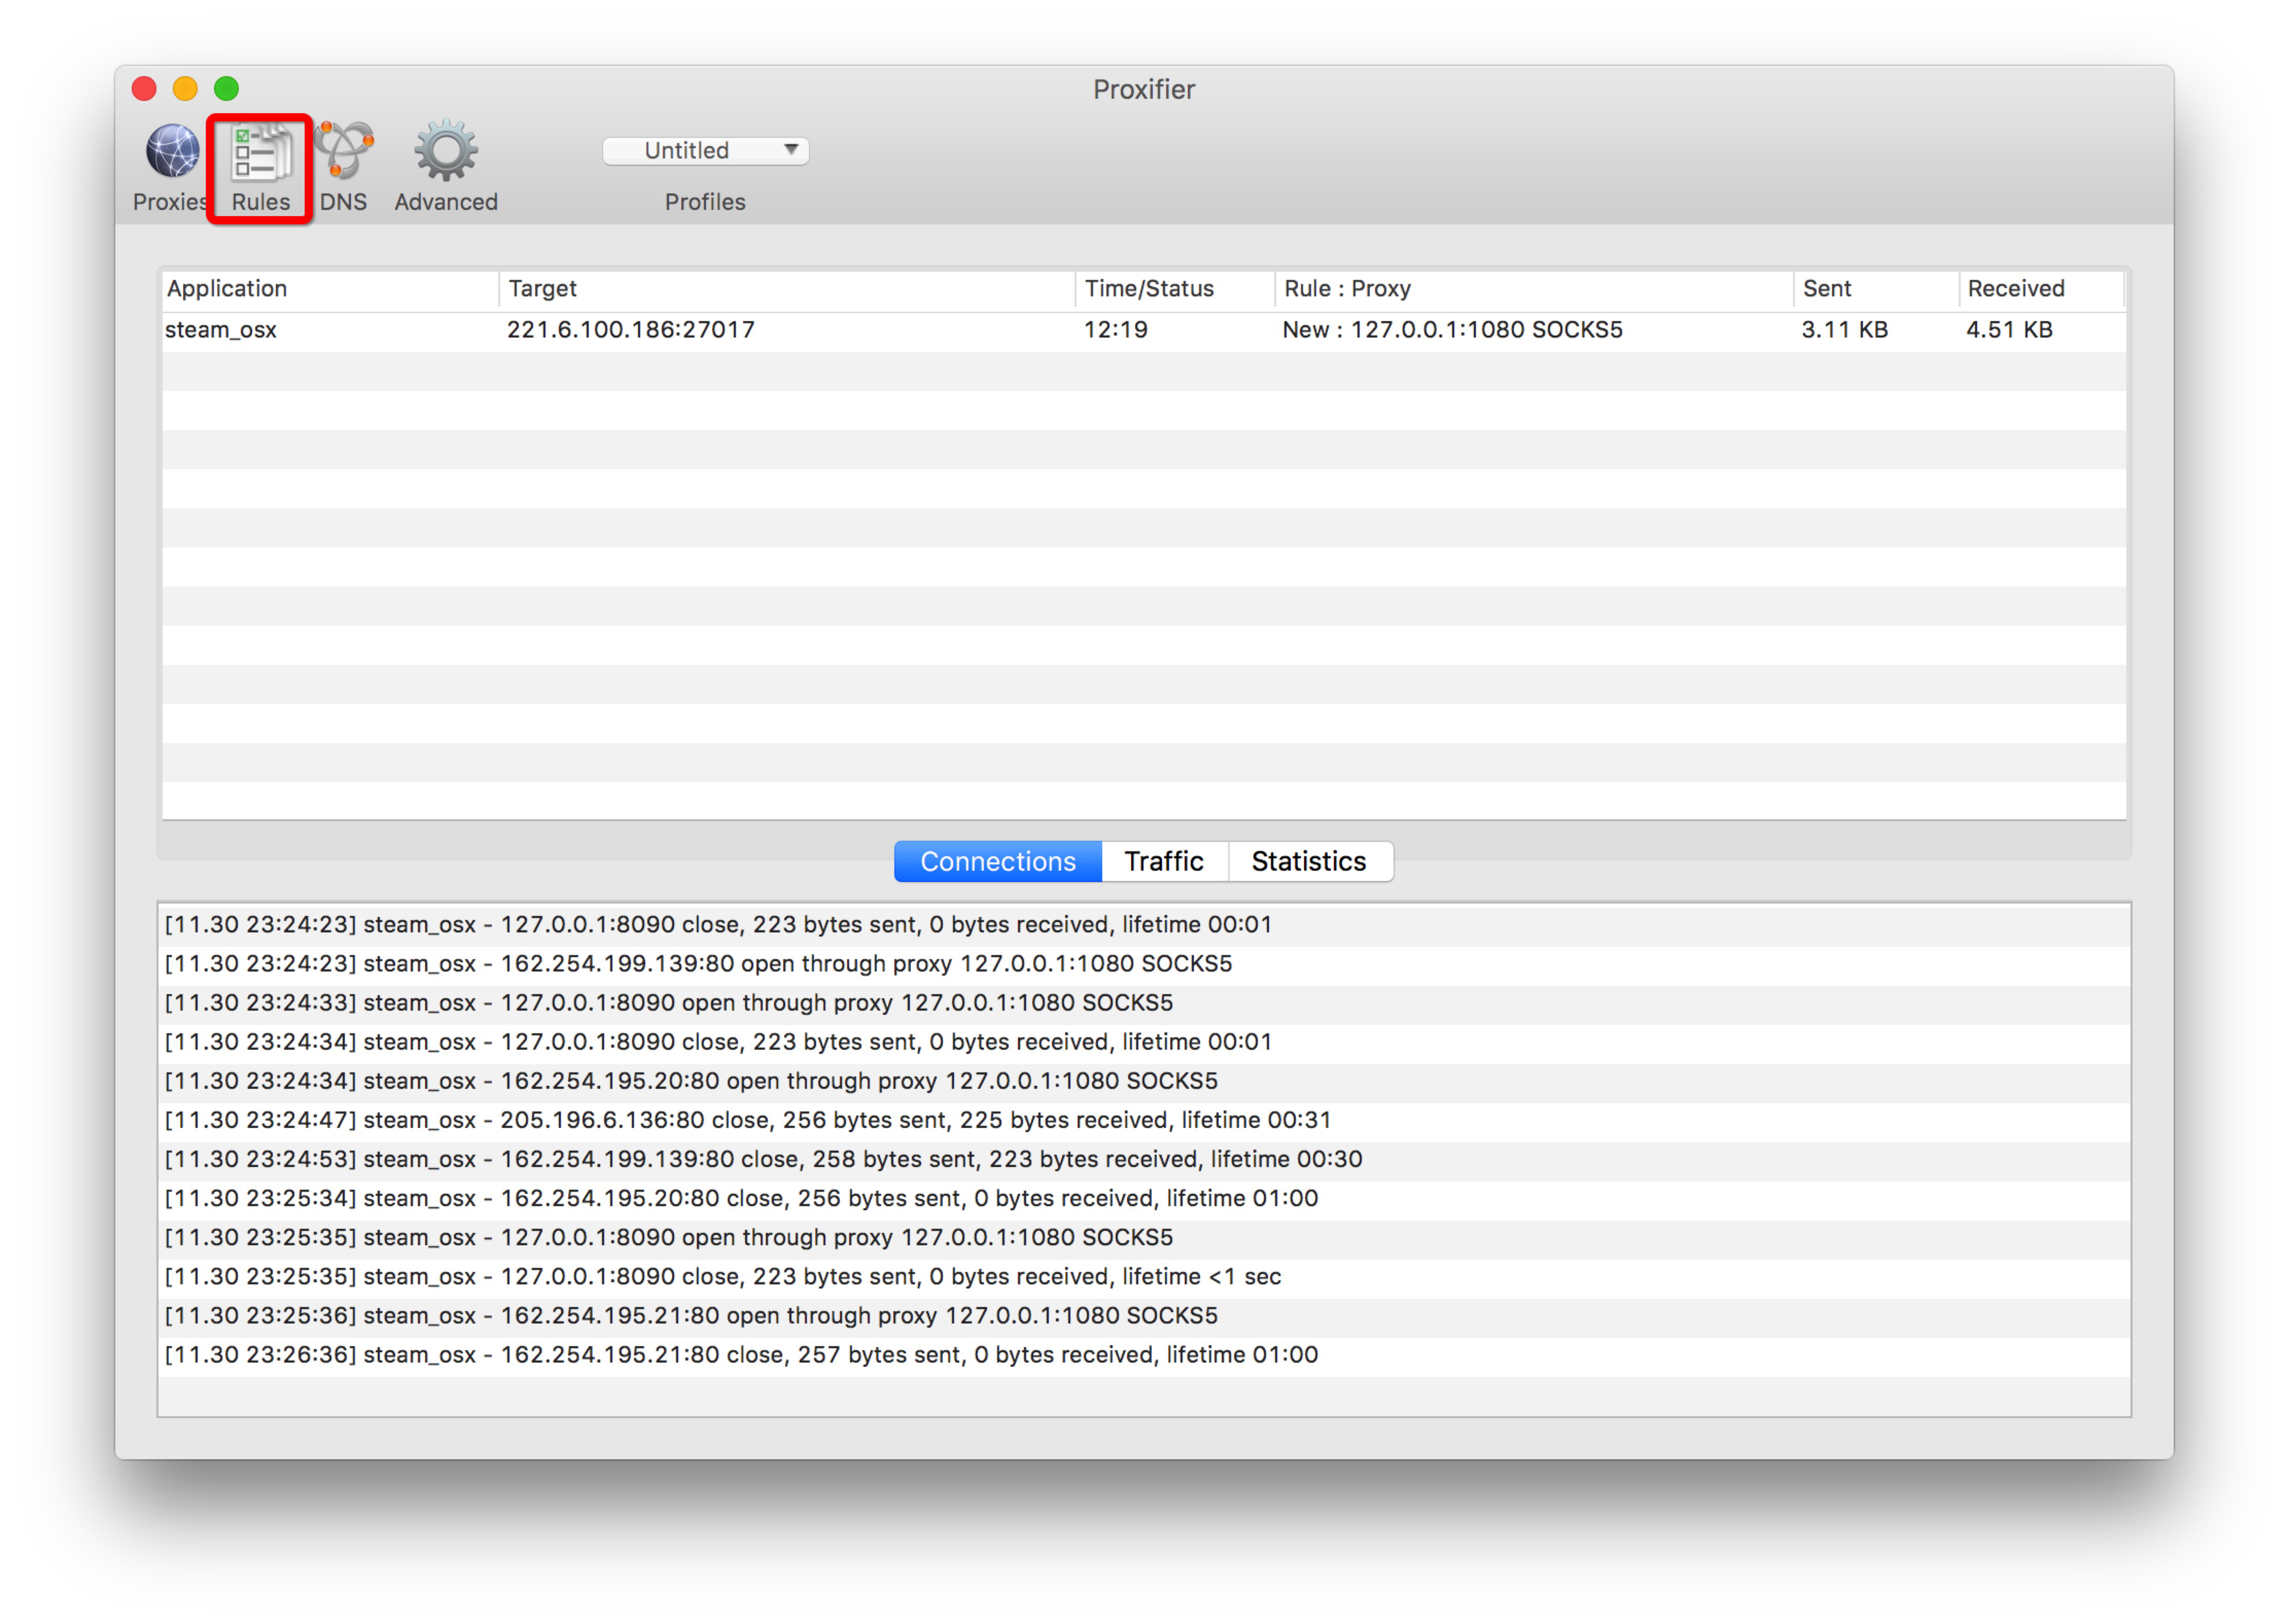 Proxifier
Proxies Rules DNS Advanced Untitled Profiles
Application Target Time/Status Rule : Proxy Sent Received
steam_osx 221.6.100.186:27017 12:19 New : 127.0.0.1:1080 SOCKS5 3.11 KB 4.51 KB
Connections Traffic Statistics
[11.30 23:24:23] steam_osx - 127.0.0.1:8090 close, 223 bytes sent, 0 bytes received, lifetime 00:01
[11.30 23:24:23] steam_osx - 162.254.199.139:80 open through proxy 127.0.0.1:1080 SOCKS5
[11.30 23:24:33] steam_osx - 127.0.0.1:8090 open through proxy 127.0.0.1:1080 SOCKS5
[11.30 23:24:34] steam_osx - 127.0.0.1:8090 close, 223 bytes sent, 0 bytes received, lifetime 00:01
[11.30 23:24:34] steam_osx - 162.254.195.20:80 open through proxy 127.0.0.1:1080 SOCKS5
[11.30 23:24:47] steam_osx - 205.196.6.136:80 close, 256 bytes sent, 225 bytes received, lifetime 00:31
[11.30 23:24:53] steam_osx - 162.254.199.139:80 close, 258 bytes sent, 223 bytes received, lifetime 00:30
[11.30 23:25:34] steam_osx - 162.254.195.20:80 close, 256 bytes sent, 0 bytes received, lifetime 01:00
[11.30 23:25:35] steam_osx - 127.0.0.1:8090 open through proxy 127.0.0.1:1080 SOCKS5
[11.30 23:25:35] steam_osx - 127.0.0.1:8090 close, 223 bytes sent, 0 bytes received, lifetime <1 sec
[11.30 23:25:36] steam_osx - 162.254.195.21:80 open through proxy 127.0.0.1:1080 SOCKS5
[11.30 23:26:36] steam_osx - 162.254.195.21:80 close, 257 bytes sent, 0 bytes received, lifetime 01:00